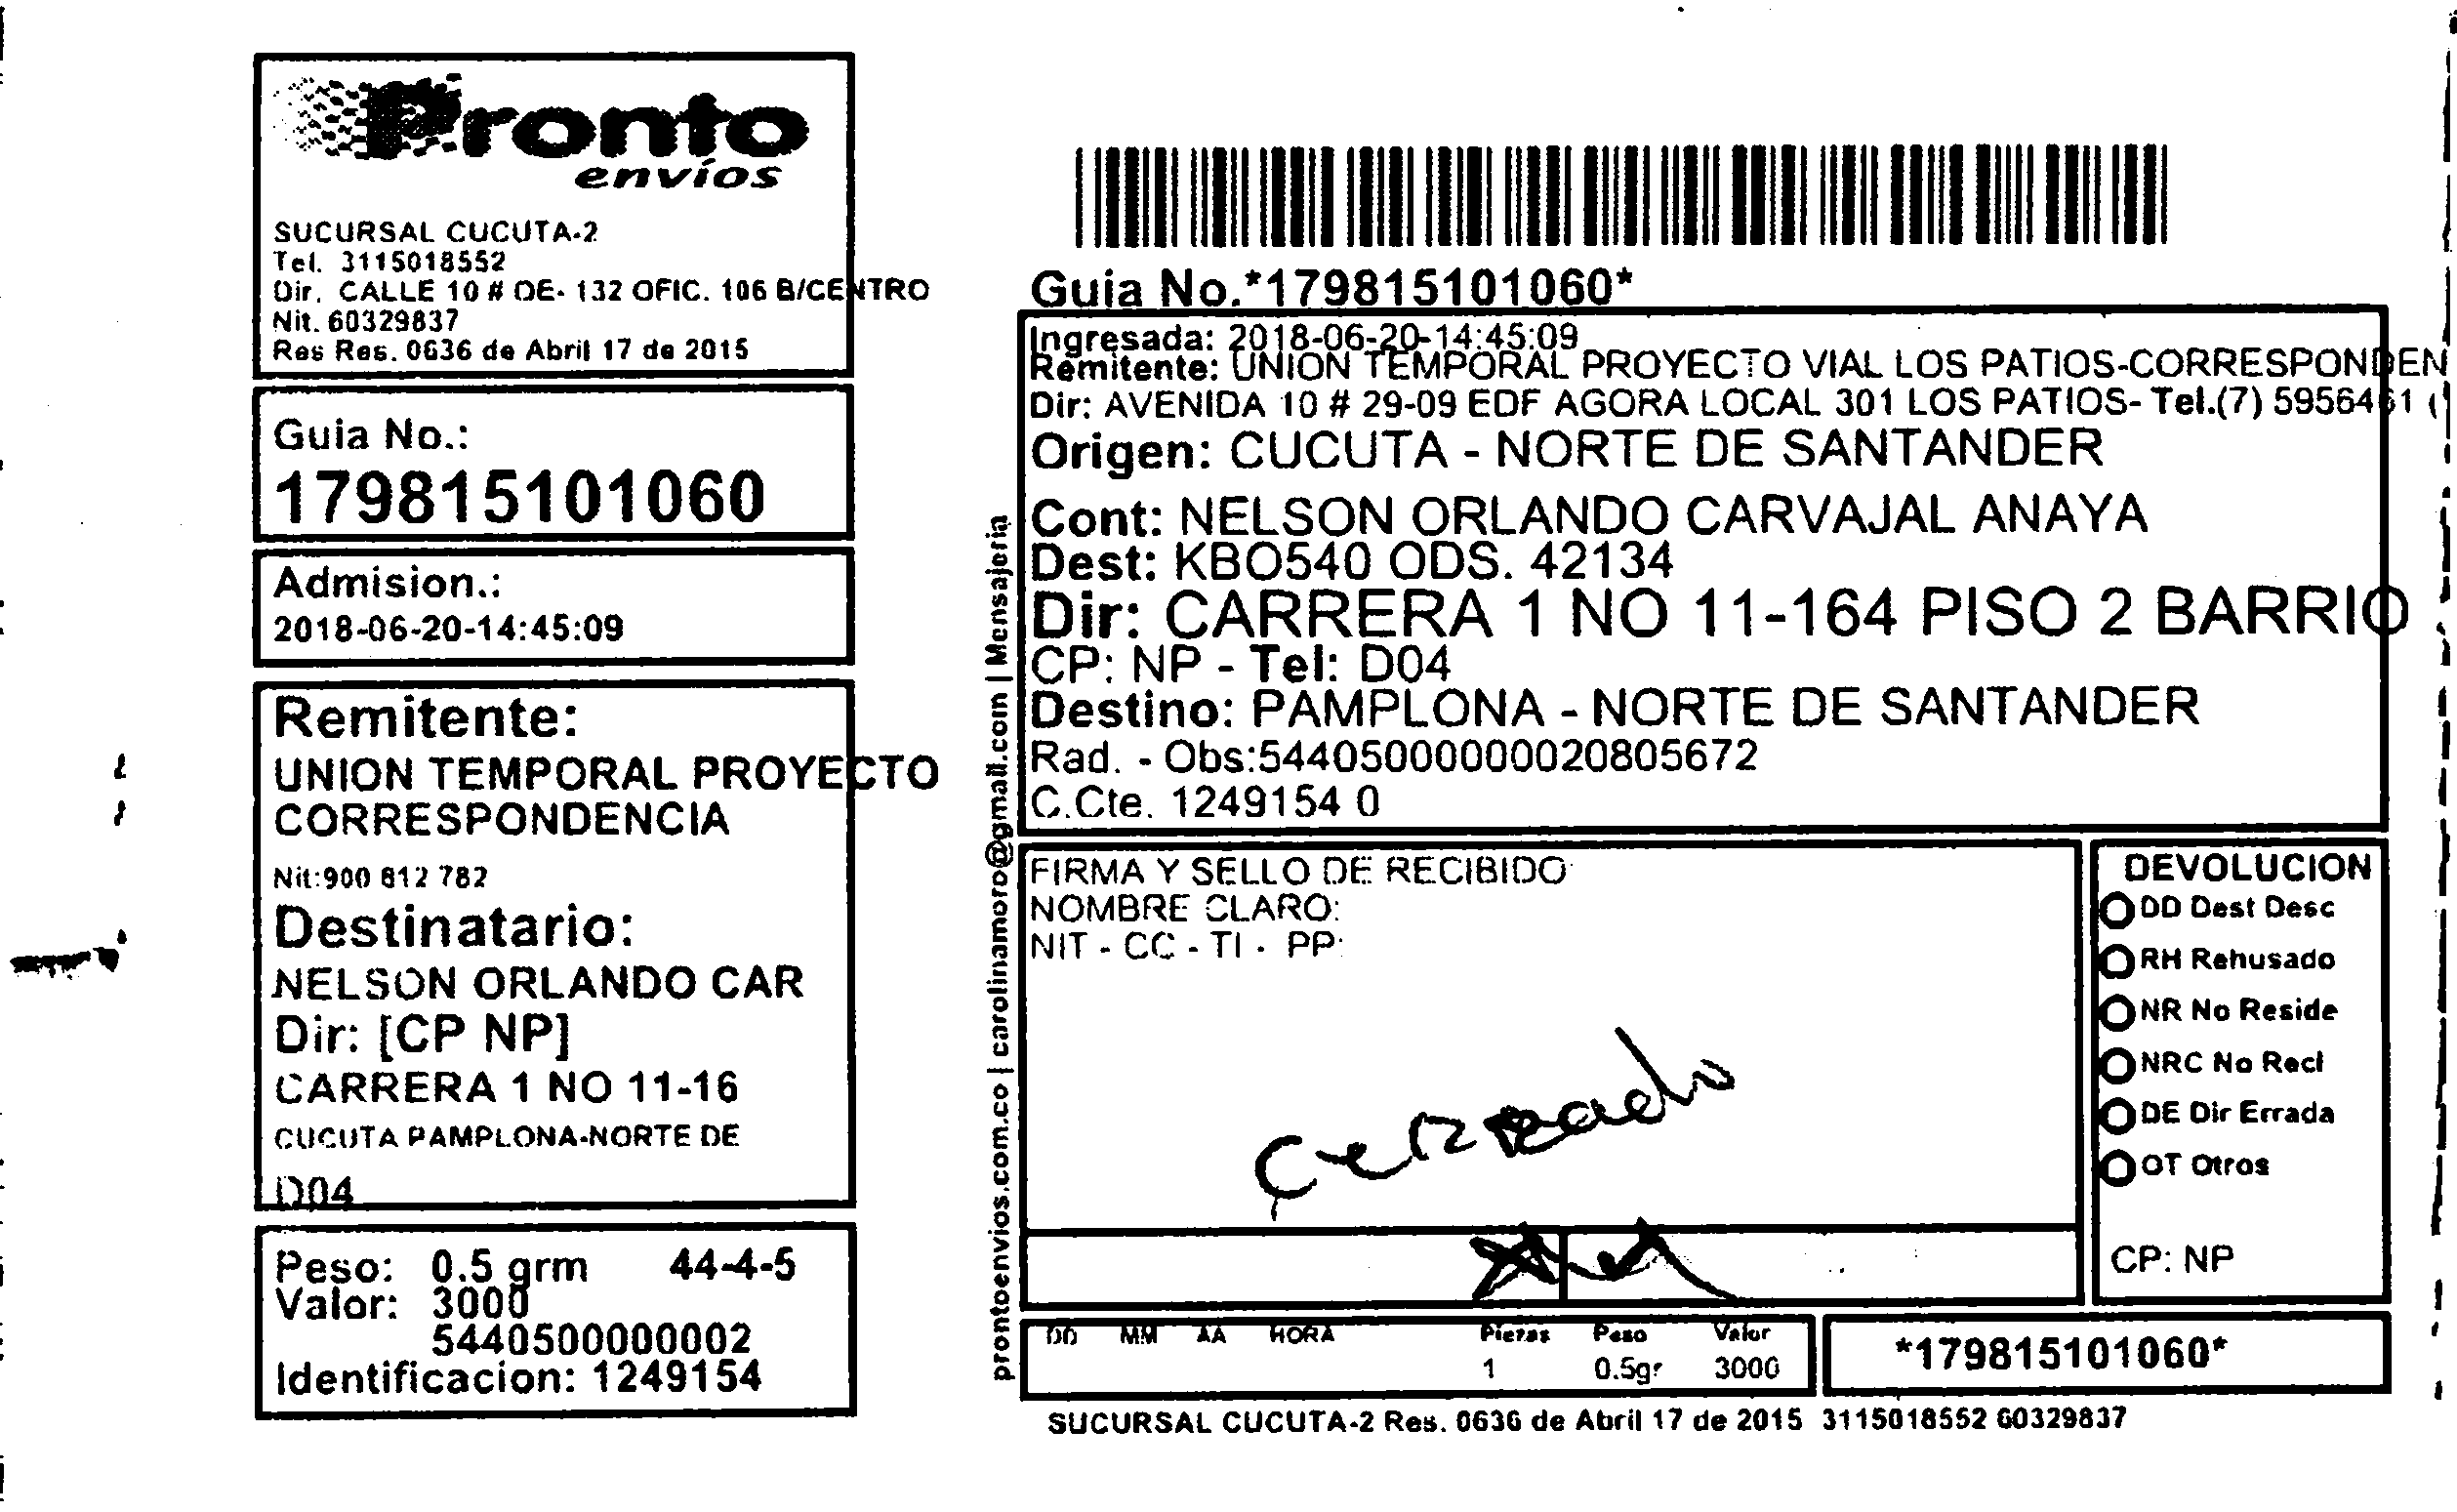 Pronto
envíos
SUCURSAL CUCUTA-2
Tel. 3115018552
Dir. CALLE 10 # OE- 132 OFIC. 106 B/CENTRO
Nit. 60329837
Res Res. 0636 de Abril 17 de 2015
Guia No.:
179815101060
Admision.:
2018-06-20-14:45:09
Remitente:
UNION TEMPORAL PROYECTO
CORRESPONDENCIA
Nit:900 812 782
Destinatario:
NELSON ORLANDO CAR
Dir: [CP NP]
CARRERA 1 NO 11-16
CUCUTA PAMPLONA-NORTE DE
D04
Peso: 0.5 grm 44-4-5
Valor: 3000
5440500000002
Identificacion: 1249154
prontoenvios.com.co | carolinamoro@gmail.com | Mensajeria
Guia No.*179815101060*
Ingresada: 2018-06-20-14:45:09
Remitente: UNION TEMPORAL PROYECTO VIAL LOS PATIOS-CORRESPONDEN
Dir: AVENIDA 10 # 29-09 EDF AGORA LOCAL 301 LOS PATIOS- Tel.(7) 5956461 (
Origen: CUCUTA - NORTE DE SANTANDER
Cont: NELSON ORLANDO CARVAJAL ANAYA
Dest: KBO540 ODS. 42134
Dir: CARRERA 1 NO 11-164 PISO 2 BARRIO
CP: NP - Tel: D04
Destino: PAMPLONA - NORTE DE SANTANDER
Rad. - Obs:544050000000020805672
C.Cte. 1249154 0
FIRMA Y SELLO DE RECIBIDO
NOMBRE CLARO:
NIT - CC - TI - PP:
Cerrado
DEVOLUCION
DD Dest Desc
RH Rehusado
NR No Reside
NRC No Recl
DE Dir Errada
OT Otros
CP: NP
DD MM AA HORA Piezas Peso Valor
1 0.5gr 3000
*179815101060*
SUCURSAL CUCUTA-2 Res. 0636 de Abril 17 de 2015 3115018552 60329837